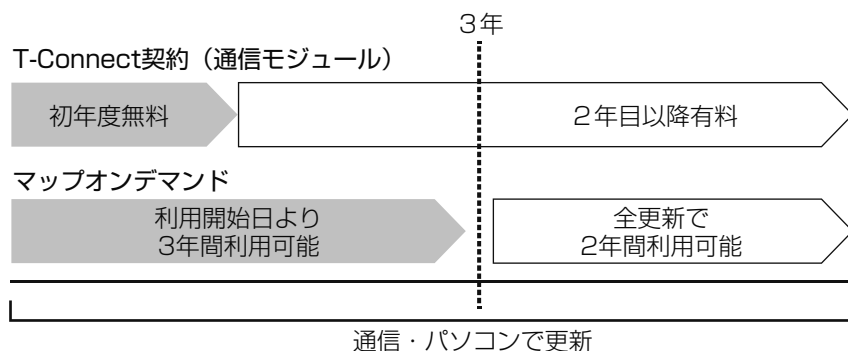 3年
T-Connect契約（通信モジュール）
初年度無料
2年目以降有料
マップオンデマンド
利用開始日より
3年間利用可能
全更新で
2年間利用可能
通信・パソコンで更新